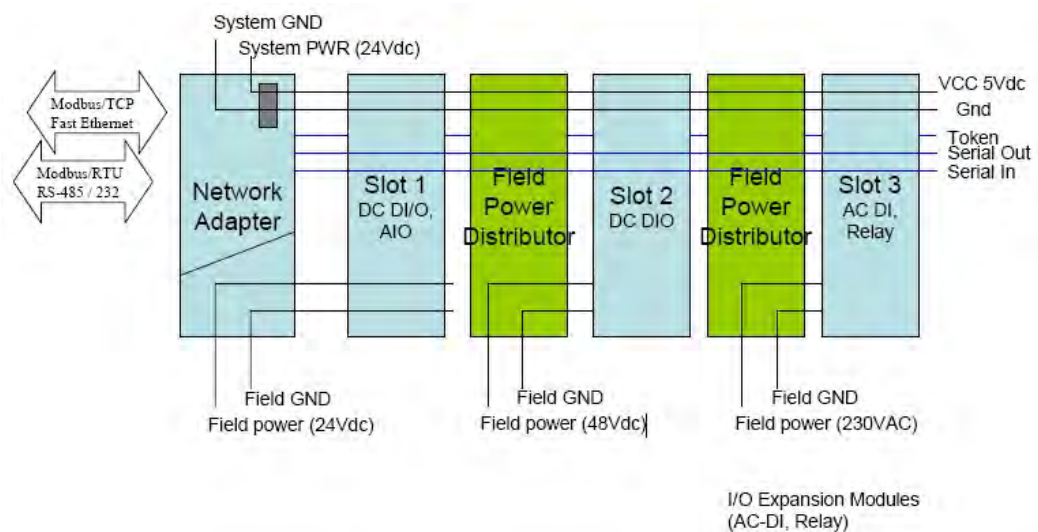 System GND
System PWR (24Vdc)
VCC 5Vdc
Gnd
Token
Serial Out
Serial In
Modbus/TCP
Fast Ethernet
Modbus/RTU
RS-485 / 232
Network
Adapter
Slot 1
DC DI/O,
AIO
Field
Power
Distributor
Slot 2
DC DIO
Field
Power
Distributor
Slot 3
AC DI,
Relay
Field GND
Field power (24Vdc)
Field GND
Field power (48Vdc)
Field GND
Field power (230VAC)
I/O Expansion Modules
(AC-DI, Relay)